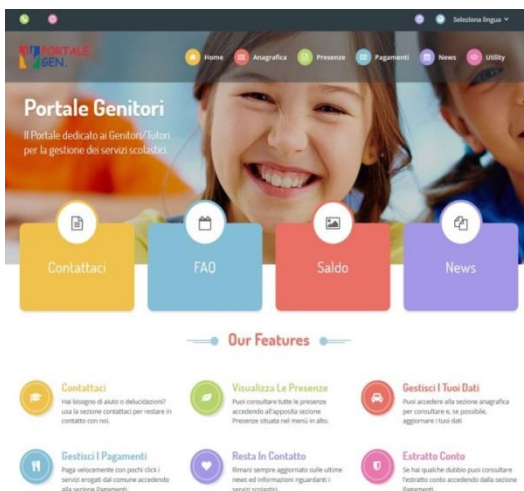 Seleziona lingua
PORTALE
GEN.
Home
Anagrafica
Presenze
Pagamenti
News
Utility
Portale Genitori
Il Portale dedicato ai Genitori/Tutori
per la gestione dei servizi scolastici.
Contattaci
FAQ
Saldo
News
Our Features
Contattaci
Hai bisogno di aiuto o delucidazioni?
usa la sezione contattaci per restare in
contatto con noi.
Visualizza Le Presenze
Puoi consultare tutte le presenze
accedendo all'apposita sezione
Presenze situata nel menù in alto.
Gestisci I Tuoi Dati
Puoi accedere alla sezione anagrafica
per consultare e, se possibile,
aggiornare i tuoi dati
Gestisci I Pagamenti
Paga velocemente con pochi click i
servizi erogati dal comune accedendo
alla sezione Pagamenti.
Resta In Contatto
Rimani sempre aggiornato sulle ultime
news ed informazioni riguardanti i
servizi scolastici.
Estratto Conto
Se hai qualche dubbio puoi consultare
l'estratto conto accedendo dalla sezione
Pagamenti.